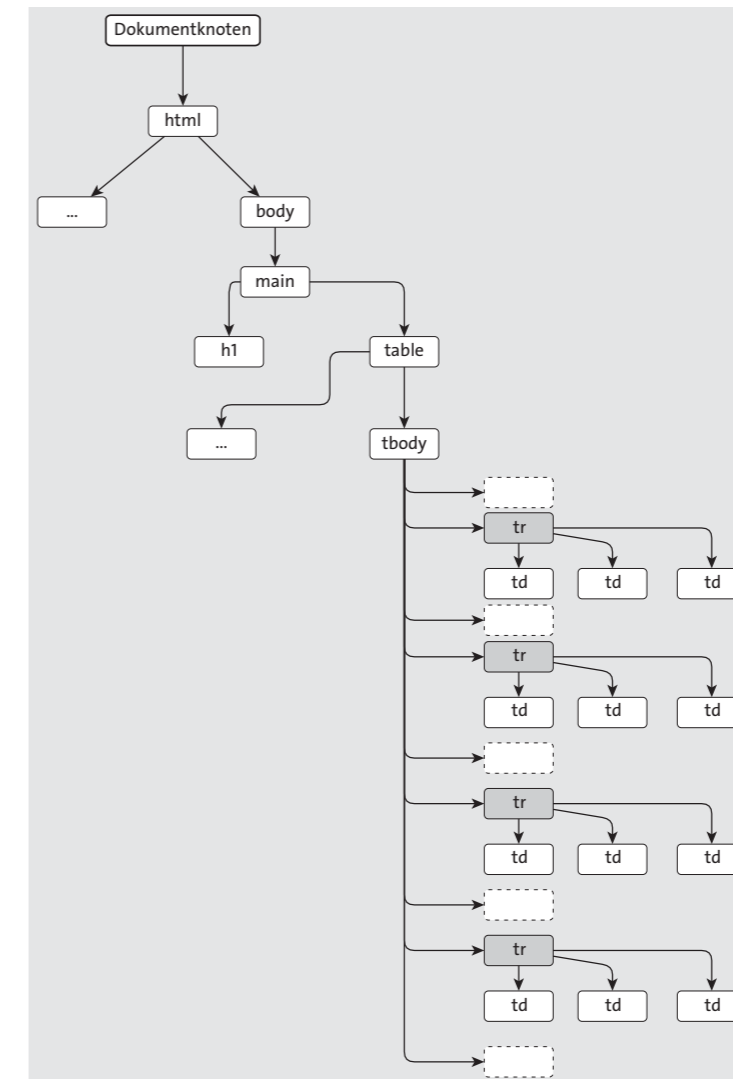 Dokumentknoten
html
...
body
main
h1
table
...
tbody
tr
td td td
tr
td td td
tr
td td td
tr
td td td